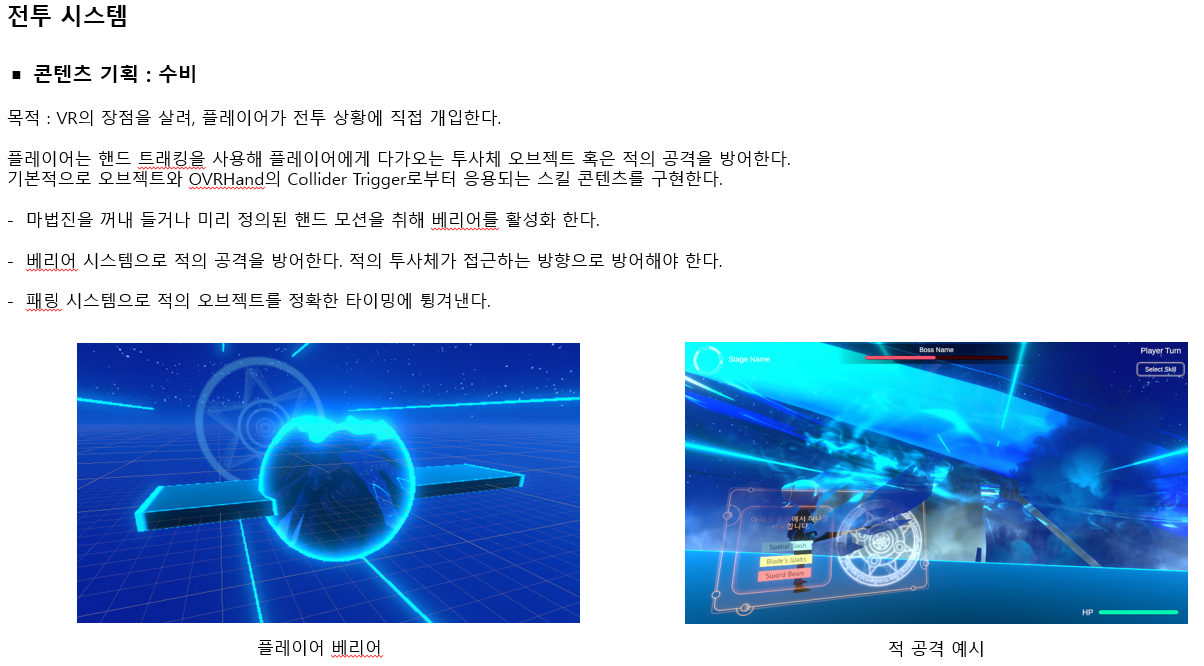 전투 시스템
■ 콘텐츠 기획 : 수비
목적 : VR의 장점을 살려, 플레이어가 전투 상황에 직접 개입한다.
플레이어는 핸드 트래킹을 사용해 플레이어에게 다가오는 투사체 오브젝트 혹은 적의 공격을 방어한다.
기본적으로 오브젝트와 OVRHand의 Collider Trigger로부터 응용되는 스킬 콘텐츠를 구현한다.
- 마법진을 꺼내 들거나 미리 정의된 핸드 모션을 취해 베리어를 활성화 한다.
- 베리어 시스템으로 적의 공격을 방어한다. 적의 투사체가 접근하는 방향으로 방어해야 한다.
- 패링 시스템으로 적의 오브젝트를 정확한 타이밍에 튕겨낸다.
Stage Name
Boss Name
Player Turn
Select Skill
에서 하나
합니다
Spatial Slash
Blade's Waltz
Sword Beam
HP
플레이어 베리어
적 공격 예시